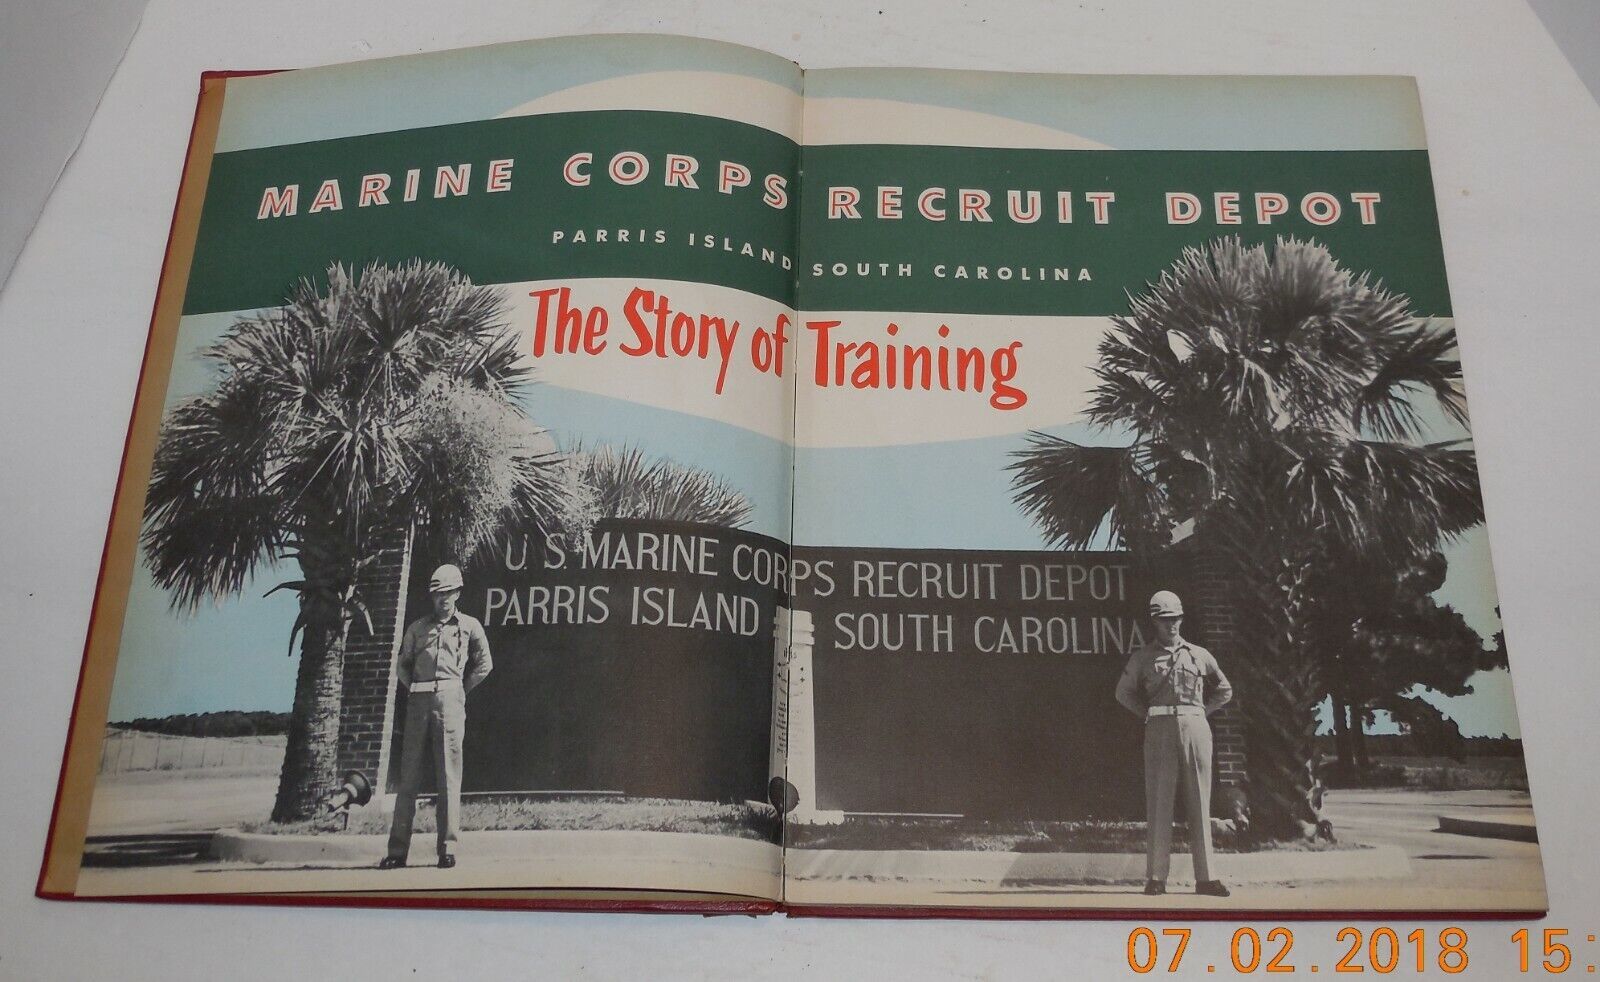 MARINE CORPS RECRUIT DEPOT
PARRIS ISLAND SOUTH CAROLINA
The Story of Training
U.S. MARINE CORPS RECRUIT DEPOT
PARRIS ISLAND SOUTH CAROLINA
07.02.2018 15: